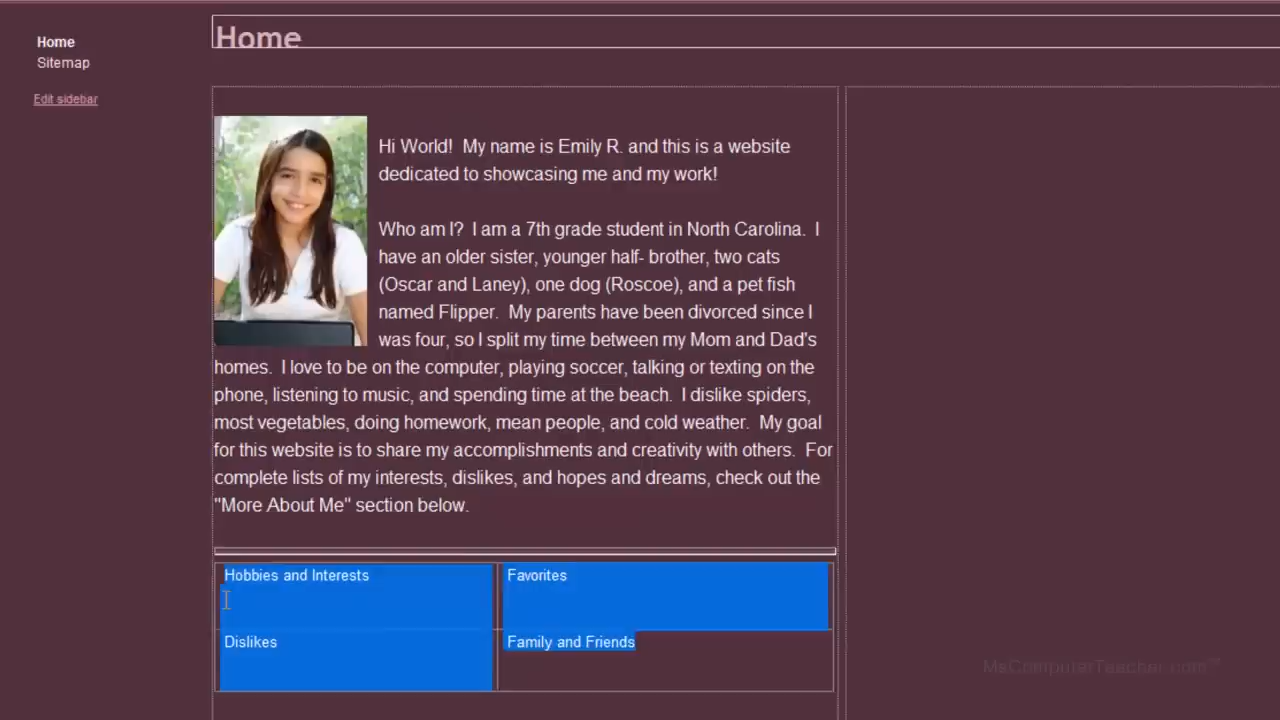 Home
Home
Sitemap
Edit sidebar
Hi World!  My name is Emily R. and this is a website
dedicated to showcasing me and my work!
Who am I?  I am a 7th grade student in North Carolina.  I
have an older sister, younger half- brother, two cats
(Oscar and Laney), one dog (Roscoe), and a pet fish
named Flipper.  My parents have been divorced since I
was four, so I split my time between my Mom and Dad's
homes.  I love to be on the computer, playing soccer, talking or texting on the
phone, listening to music, and spending time at the beach.  I dislike spiders,
most vegetables, doing homework, mean people, and cold weather.  My goal
for this website is to share my accomplishments and creativity with others.  For
complete lists of my interests, dislikes, and hopes and dreams, check out the
"More About Me" section below.
Hobbies and Interests
Favorites
Dislikes
Family and Friends
MsComputerTeacher.com